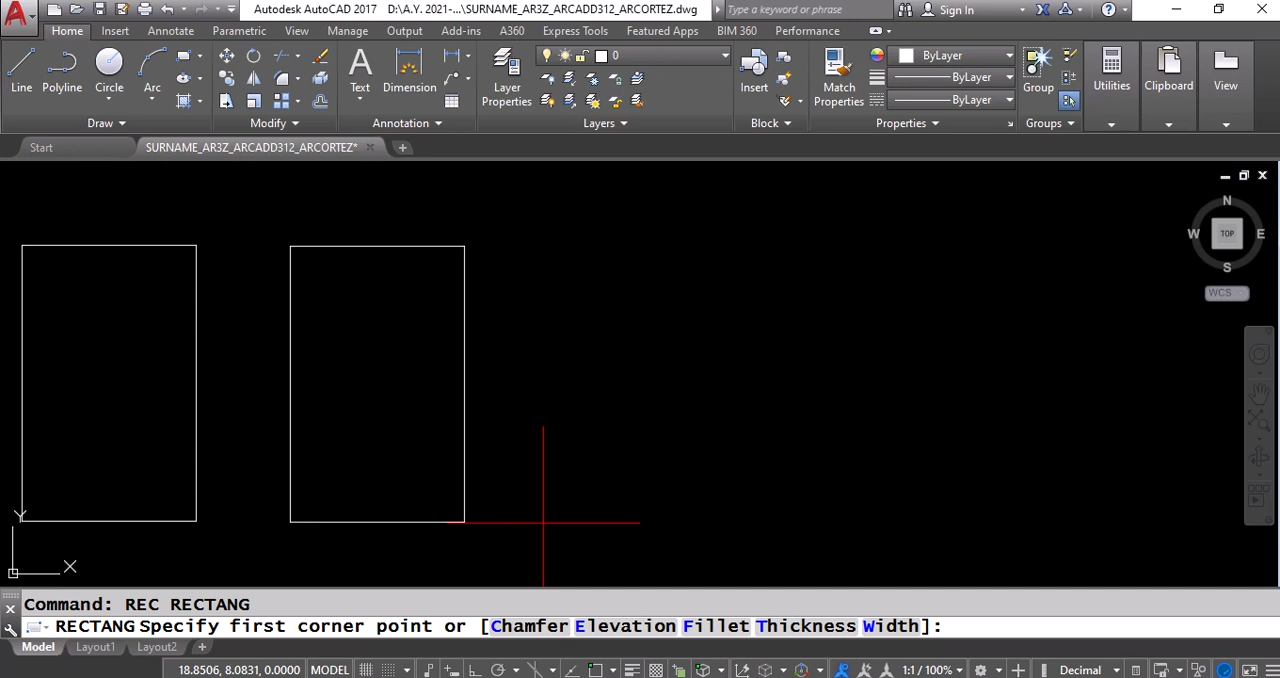 Autodesk AutoCAD 2017 D:\A.Y. 2021-...\SURNAME_AR3Z_ARCADD312_ARCORTEZ.dwg Type a keyword or phrase Sign In
Home Insert Annotate Parametric View Manage Output Add-ins A360 Express Tools Featured Apps BIM 360 Performance
0 ByLayer
ByLayer
ByLayer
Line Polyline Circle Arc Text Dimension Layer Properties Insert Match Properties Group Utilities Clipboard View
Draw Modify Annotation Layers Block Properties Groups
Start SURNAME_AR3Z_ARCADD312_ARCORTEZ*
N
W TOP E
S
WCS
Y
X
Command: REC RECTANG
RECTANG Specify first corner point or [Chamfer Elevation Fillet Thickness Width]:
Model Layout1 Layout2
18.8506, 8.0831, 0.0000 MODEL 1:1 / 100% Decimal